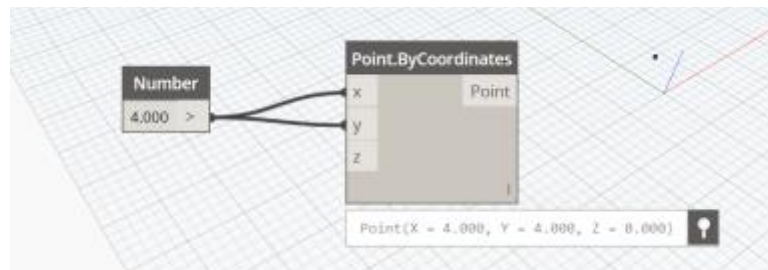 Number
4.000 >
Point.ByCoordinates
x
Point
y
z
l
Point(X = 4.000, Y = 4.000, Z = 0.000)